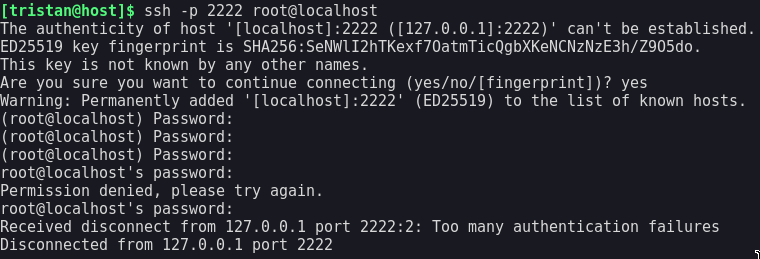 [tristan@host]$ ssh -p 2222 root@localhost
The authenticity of host '[localhost]:2222 ([127.0.0.1]:2222)' can't be established.
ED25519 key fingerprint is SHA256:SeNWlI2hTKexf7OatmTicQgbXKeNCNzNzE3h/Z9O5do.
This key is not known by any other names.
Are you sure you want to continue connecting (yes/no/[fingerprint])? yes
Warning: Permanently added '[localhost]:2222' (ED25519) to the list of known hosts.
(root@localhost) Password:
(root@localhost) Password:
(root@localhost) Password:
root@localhost's password:
Permission denied, please try again.
root@localhost's password:
Received disconnect from 127.0.0.1 port 2222:2: Too many authentication failures
Disconnected from 127.0.0.1 port 2222